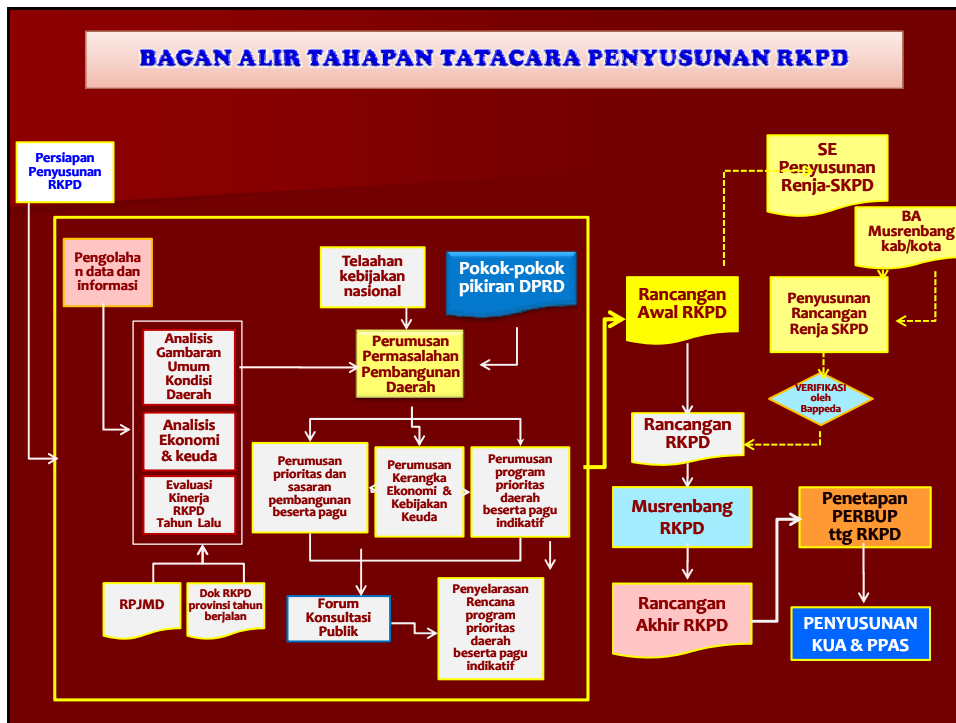 BAGAN ALIR TAHAPAN TATACARA PENYUSUNAN RKPD
Persiapan
Penyusunan
RKPD
SE
Penyusunan
Renja-SKPD
BA
Musrenbang
kab/kota
Pengolaha
n data dan
informasi
Telaahan
kebijakan
nasional
Pokok-pokok
pikiran DPRD
Rancangan
Awal RKPD
Penyusunan
Rancangan
Renja SKPD
Analisis
Gambaran
Umum
Kondisi
Daerah
Perumusan
Permasalahan
Pembangunan
Daerah
VERIFIKASI
oleh
Bappeda
Analisis
Ekonomi
& keuda
Rancangan
RKPD
Perumusan
prioritas dan
sasaran
pembangunan
beserta pagu
Perumusan
Kerangka
Ekonomi &
Kebijakan
Keuda
Perumusan
program
prioritas
daerah
beserta pagu
indikatif
Evaluasi
Kinerja
RKPD
Tahun Lalu
Musrenbang
RKPD
Penetapan
PERBUP
ttg RKPD
RPJMD
Dok RKPD
provinsi tahun
berjalan
Forum
Konsultasi
Publik
Penyelarasan
Rencana
program
prioritas
daerah
beserta pagu
indikatif
Rancangan
Akhir RKPD
PENYUSUNAN
KUA & PPAS